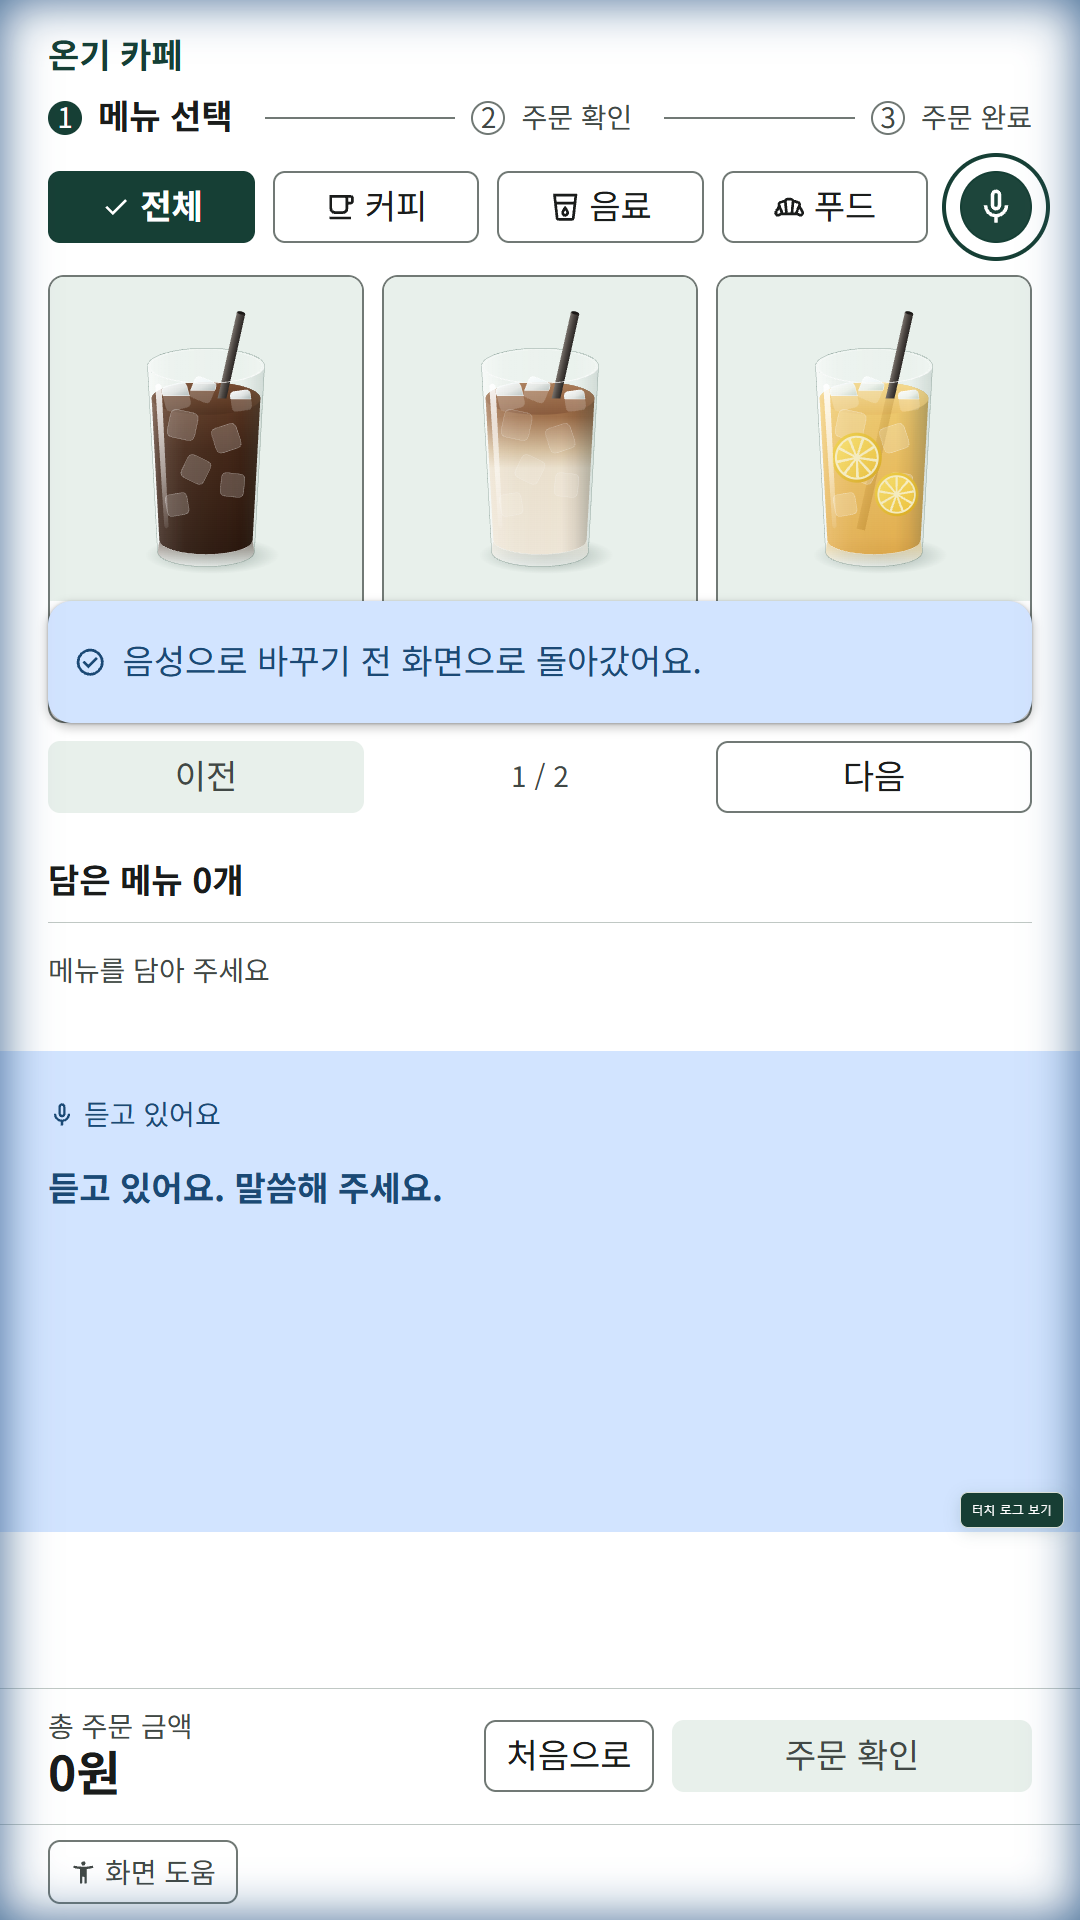 온기 카페
1 메뉴 선택 2 주문 확인 3 주문 완료
전체 커피 음료 푸드
음성으로 바꾸기 전 화면으로 돌아갔어요.
이전 1 / 2 다음
담은 메뉴 0개
메뉴를 담아 주세요
듣고 있어요
듣고 있어요. 말씀해 주세요.
터치 로그 보기
총 주문 금액
0원
처음으로 주문 확인
화면 도움